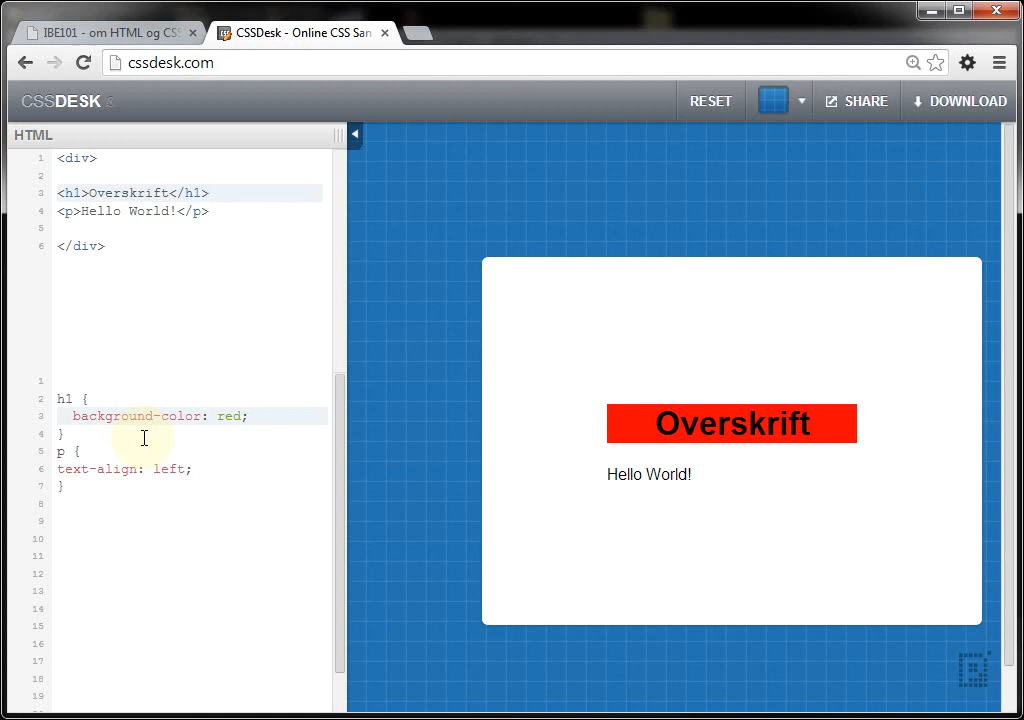 IBE101 - om HTML og CSS
CSSDesk - Online CSS San
cssdesk.com
CSSDESK
RESET
SHARE
DOWNLOAD
HTML
1 <div>
2
3 <h1>Overskrift</h1>
4 <p>Hello World!</p>
5
6 </div>
1
2 h1 {
3 background-color: red;
4 }
5 p {
6 text-align: left;
7 }
8
9
10
11
12
13
14
15
16
17
18
19
Overskrift
Hello World!